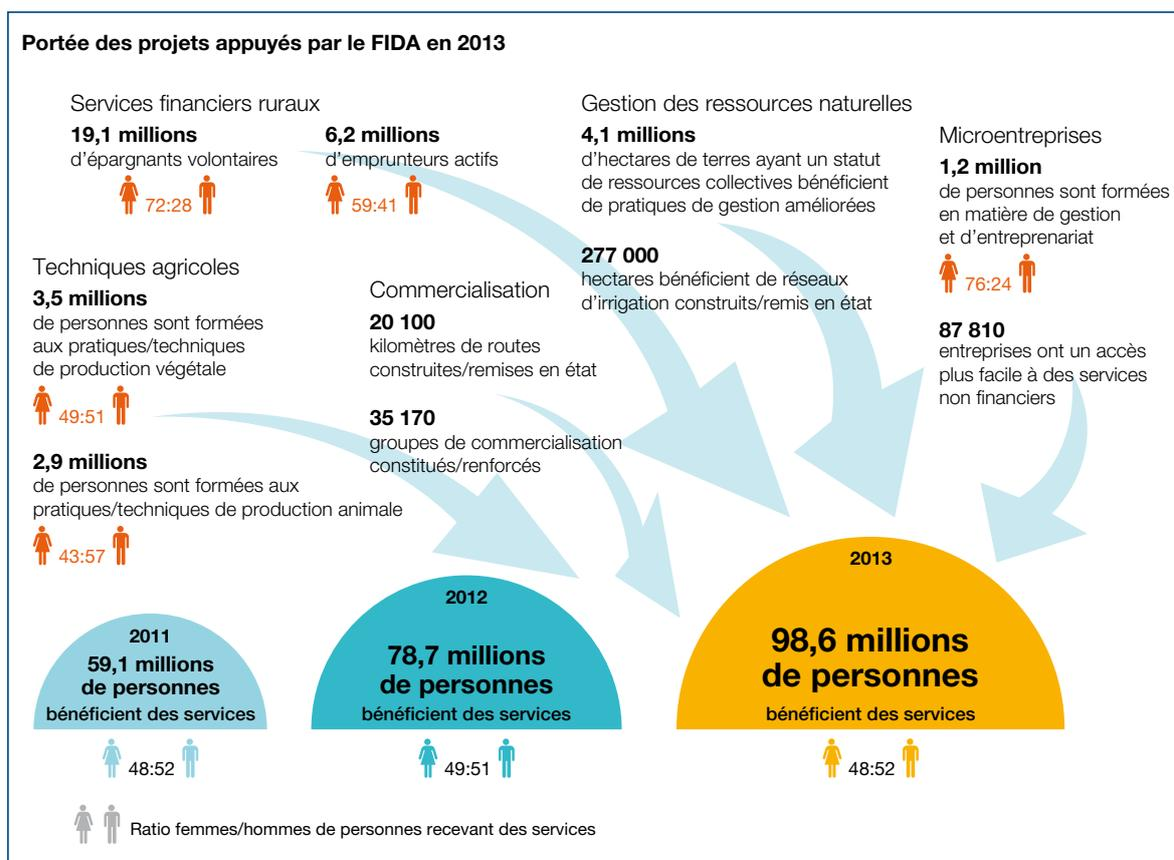 Portée des projets appuyés par le FIDA en 2013
Services financiers ruraux
19,1 millions
d'épargnants volontaires
72:28
6,2 millions
d'emprunteurs actifs
59:41
Gestion des ressources naturelles
4,1 millions
d'hectares de terres ayant un statut
de ressources collectives bénéficient
de pratiques de gestion améliorées
277 000
hectares bénéficient de réseaux
d'irrigation construits/remis en état
Microentreprises
1,2 million
de personnes sont formées
en matière de gestion
et d'entreprenariat
76:24
87 810
entreprises ont un accès
plus facile à des services
non financiers
Techniques agricoles
3,5 millions
de personnes sont formées
aux pratiques/techniques
de production végétale
49:51
2,9 millions
de personnes sont formées aux
pratiques/techniques de production animale
43:57
Commercialisation
20 100
kilomètres de routes
construites/remises en état
35 170
groupes de commercialisation
constitués/renforcés
2011
59,1 millions
de personnes
bénéficient des services
48:52
2012
78,7 millions
de personnes
bénéficient des services
49:51
2013
98,6 millions
de personnes
bénéficient des services
48:52
Ratio femmes/hommes de personnes recevant des services